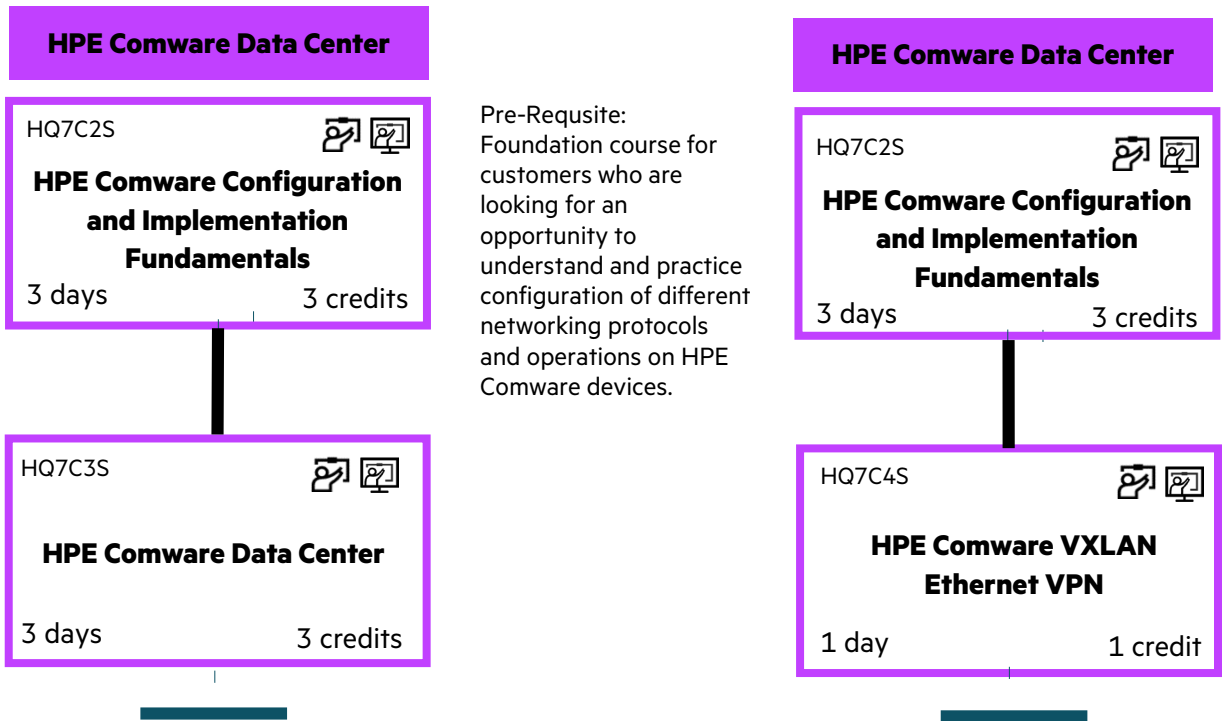 HPE Comware Data Center
HQ7C2S
HPE Comware Configuration
and Implementation
Fundamentals
3 days
3 credits
HQ7C3S
HPE Comware Data Center
3 days
3 credits
Pre-Requsite:
Foundation course for
customers who are
looking for an
opportunity to
understand and practice
configuration of different
networking protocols
and operations on HPE
Comware devices.
HPE Comware Data Center
HQ7C2S
HPE Comware Configuration
and Implementation
Fundamentals
3 days
3 credits
HQ7C4S
HPE Comware VXLAN
Ethernet VPN
1 day
1 credit